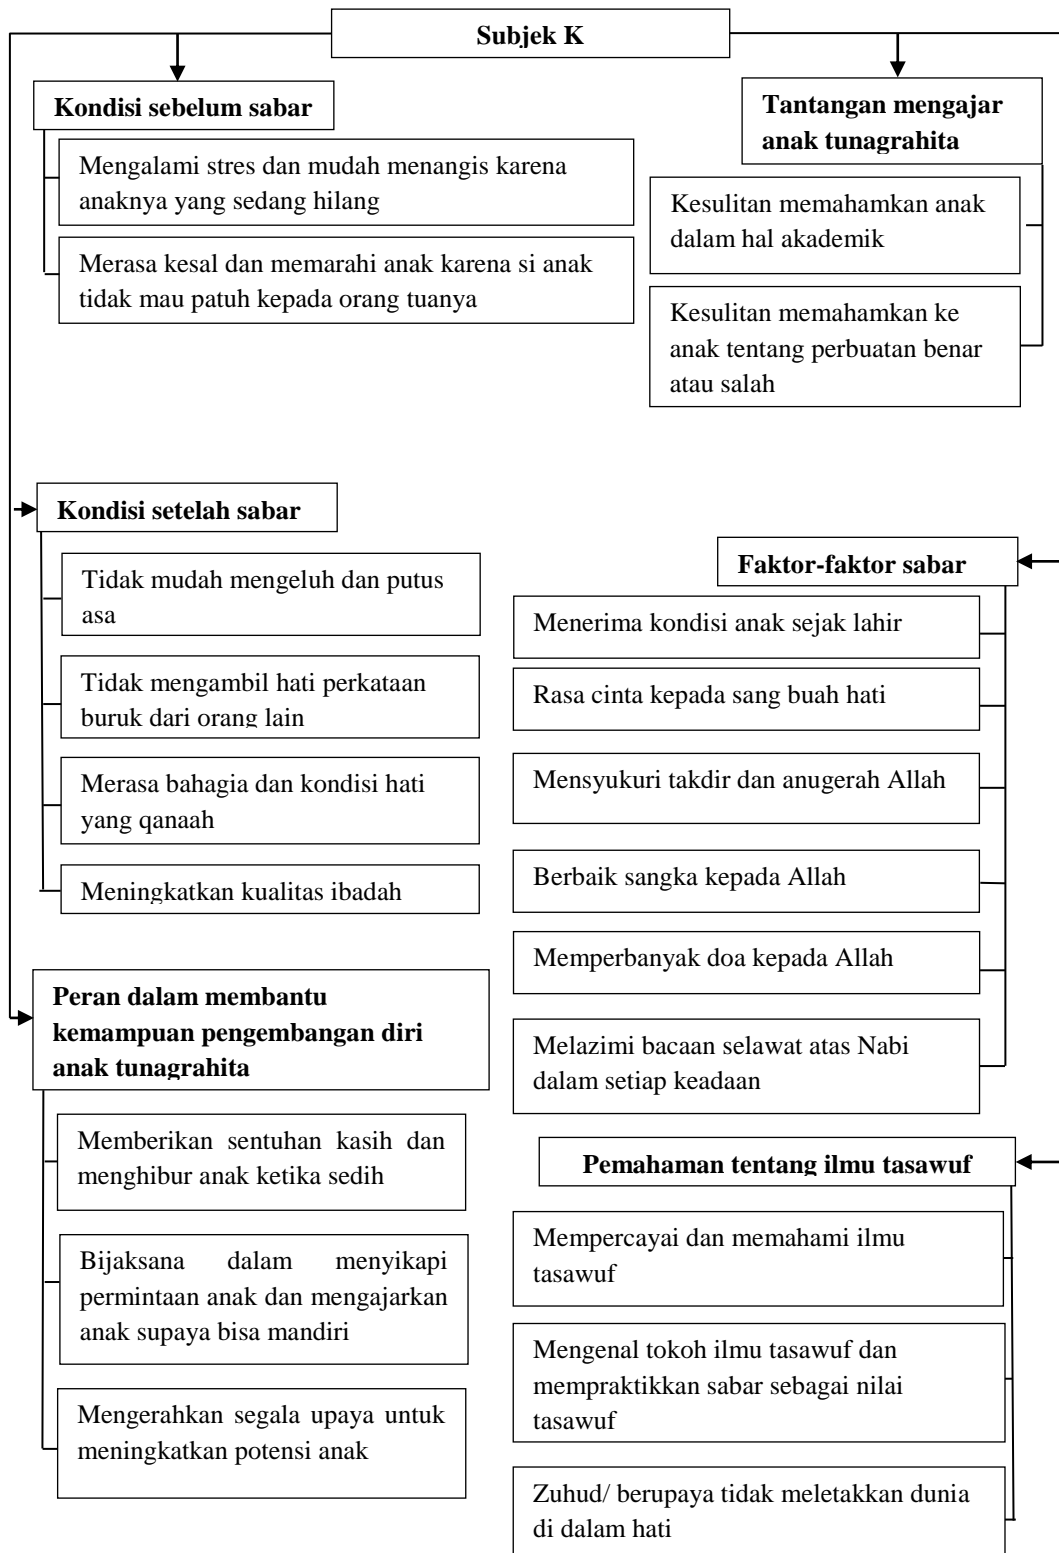 Subjek K
Kondisi sebelum sabar
Mengalami stres dan mudah menangis karena
anaknya yang sedang hilang
Merasa kesal dan memarahi anak karena si anak
tidak mau patuh kepada orang tuanya
Tantangan mengajar
anak tunagrahita
Kesulitan memahamkan anak
dalam hal akademik
Kesulitan memahamkan ke
anak tentang perbuatan benar
atau salah
Kondisi setelah sabar
Tidak mudah mengeluh dan putus
asa
Tidak mengambil hati perkataan
buruk dari orang lain
Merasa bahagia dan kondisi hati
yang qanaah
Meningkatkan kualitas ibadah
Faktor-faktor sabar
Menerima kondisi anak sejak lahir
Rasa cinta kepada sang buah hati
Mensyukuri takdir dan anugerah Allah
Berbaik sangka kepada Allah
Memperbanyak doa kepada Allah
Melazimi bacaan selawat atas Nabi
dalam setiap keadaan
Peran dalam membantu
kemampuan pengembangan diri
anak tunagrahita
Memberikan sentuhan kasih dan
menghibur anak ketika sedih
Bijaksana dalam menyikapi
permintaan anak dan mengajarkan
anak supaya bisa mandiri
Mengerahkan segala upaya untuk
meningkatkan potensi anak
Pemahaman tentang ilmu tasawuf
Mempercayai dan memahami ilmu
tasawuf
Mengenal tokoh ilmu tasawuf dan
mempraktikkan sabar sebagai nilai
tasawuf
Zuhud/ berupaya tidak meletakkan dunia
di dalam hati